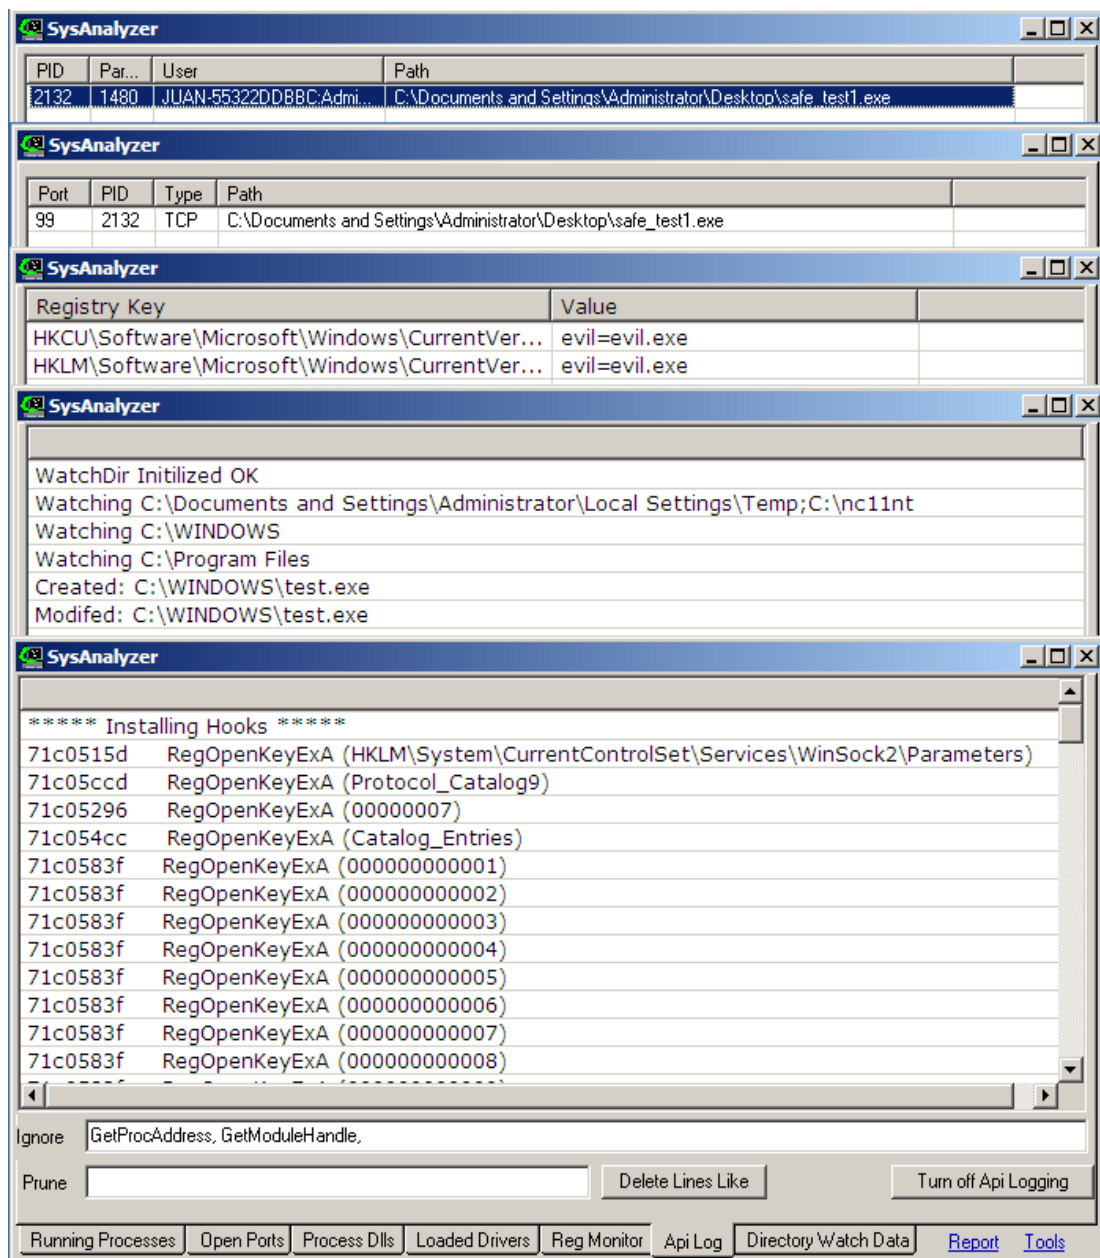 SysAnalyzer
PID Par... User Path
2132 1480 JUAN-55322DDBBC:Admi... C:\Documents and Settings\Administrator\Desktop\safe_test1.exe
SysAnalyzer
Port PID Type Path
99 2132 TCP C:\Documents and Settings\Administrator\Desktop\safe_test1.exe
SysAnalyzer
Registry Key Value
HKCU\Software\Microsoft\Windows\CurrentVer... evil=evil.exe
HKLM\Software\Microsoft\Windows\CurrentVer... evil=evil.exe
SysAnalyzer
WatchDir Initilized OK
Watching C:\Documents and Settings\Administrator\Local Settings\Temp;C:\nc11nt
Watching C:\WINDOWS
Watching C:\Program Files
Created: C:\WINDOWS\test.exe
Modifed: C:\WINDOWS\test.exe
SysAnalyzer
***** Installing Hooks *****
71c0515d RegOpenKeyExA (HKLM\System\CurrentControlSet\Services\WinSock2\Parameters)
71c05ccd RegOpenKeyExA (Protocol_Catalog9)
71c05296 RegOpenKeyExA (00000007)
71c054cc RegOpenKeyExA (Catalog_Entries)
71c0583f RegOpenKeyExA (000000000001)
71c0583f RegOpenKeyExA (000000000002)
71c0583f RegOpenKeyExA (000000000003)
71c0583f RegOpenKeyExA (000000000004)
71c0583f RegOpenKeyExA (000000000005)
71c0583f RegOpenKeyExA (000000000006)
71c0583f RegOpenKeyExA (000000000007)
71c0583f RegOpenKeyExA (000000000008)
Ignore GetProcAddress, GetModuleHandle,
Prune Delete Lines Like Turn off Api Logging
Running Processes Open Ports Process Dlls Loaded Drivers Reg Monitor Api Log Directory Watch Data Report Tools